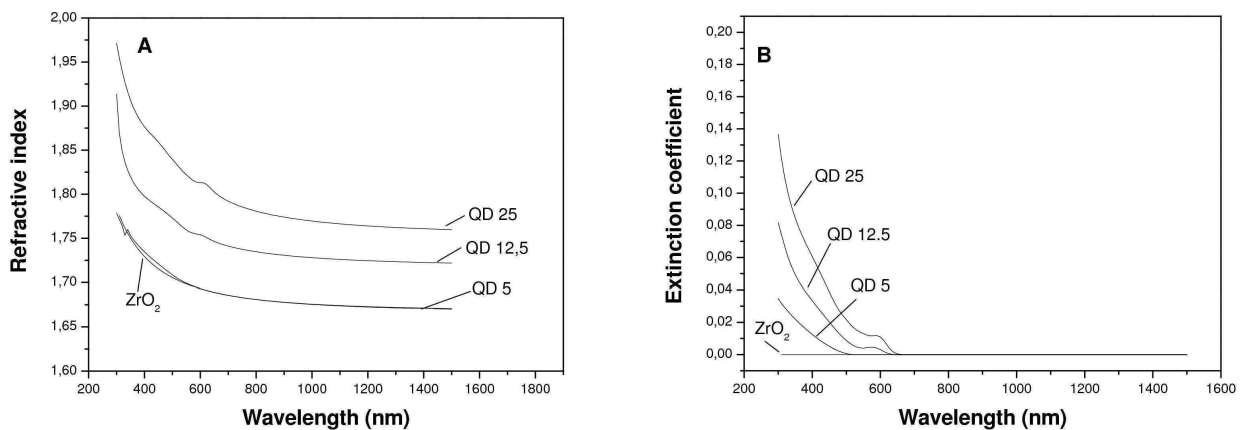 2,00
1,95
1,90
1,85
1,80
1,75
1,70
1,65
1,60
Refractive index
A
QD 25
QD 12,5
QD 5
ZrO2
200 400 600 800 1000 1200 1400 1600 1800
Wavelength (nm)
0,20
0,18
0,16
0,14
0,12
0,10
0,08
0,06
0,04
0,02
0,00
Extinction coefficient
B
QD 25
QD 12.5
QD 5
ZrO2
200 400 600 800 1000 1200 1400 1600
Wavelength (nm)